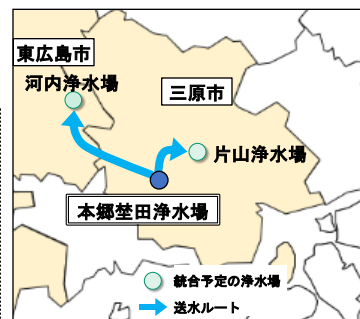 東広島市
河内浄水場
三原市
片山浄水場
本郷埜田浄水場
統合予定の浄水場
送水ルート